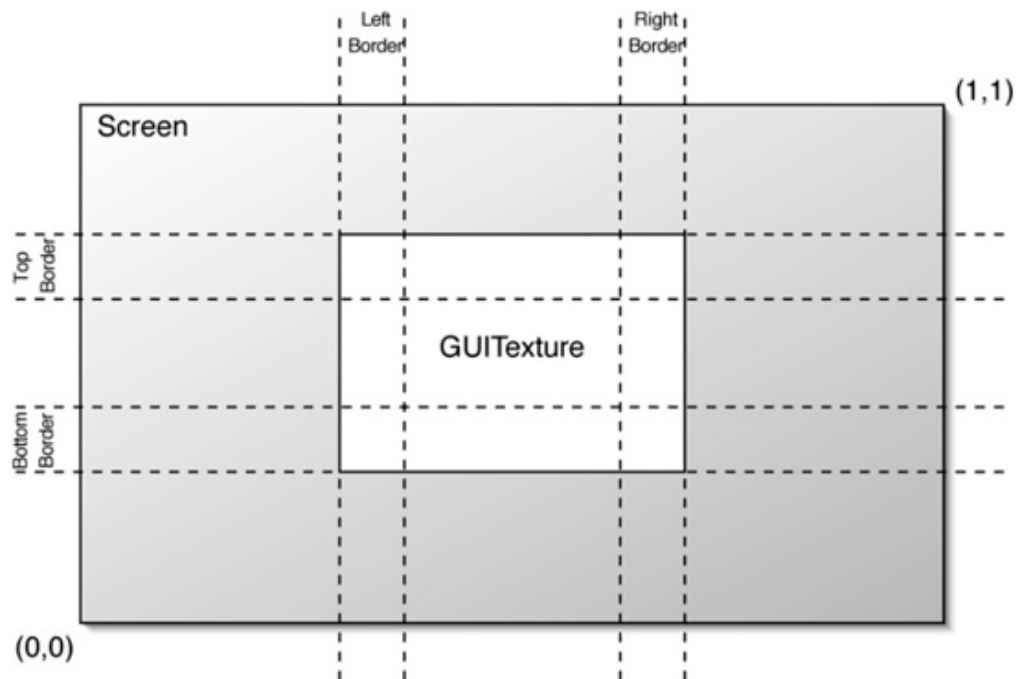 Left
Border
Right
Border
(1,1)
Screen
Top
Border
GUITexture
Bottom
Border
(0,0)